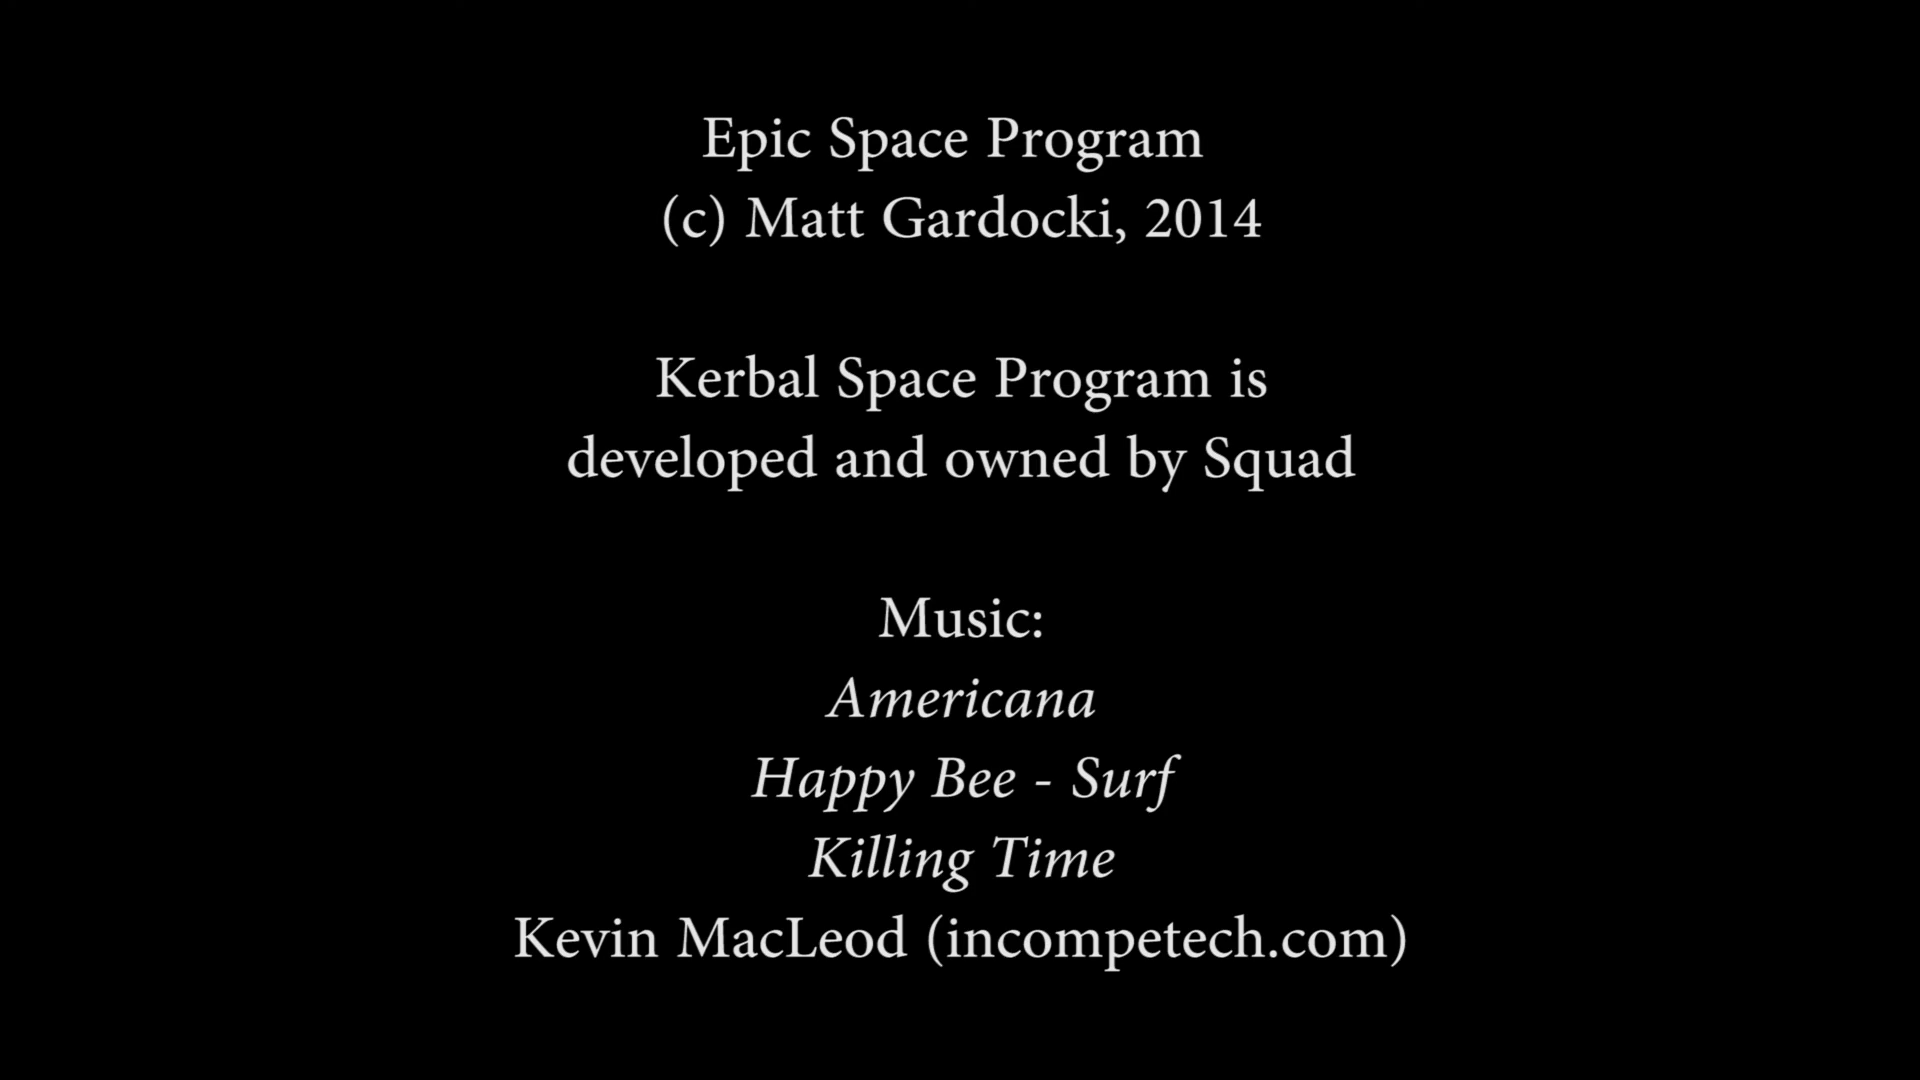 Epic Space Program
(c) Matt Gardocki, 2014
Kerbal Space Program is
developed and owned by Squad
Music:
Americana
Happy Bee - Surf
Killing Time
Kevin MacLeod (incompetech.com)